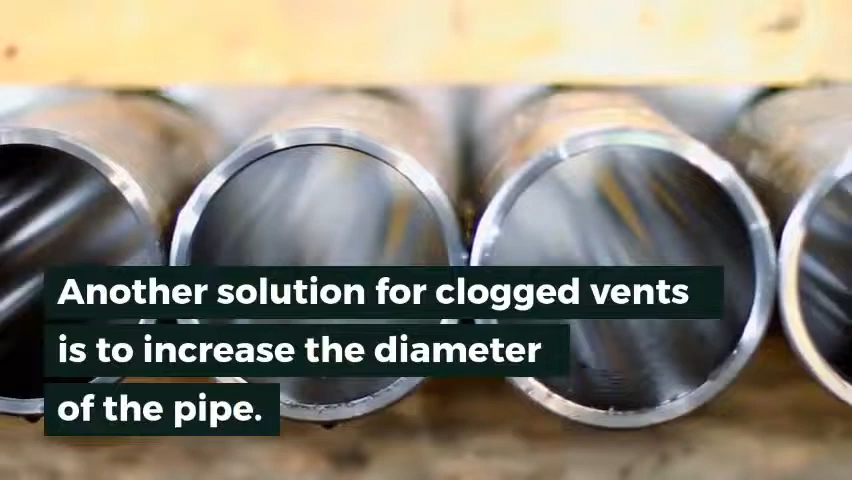 Another solution for clogged vents
is to increase the diameter
of the pipe.